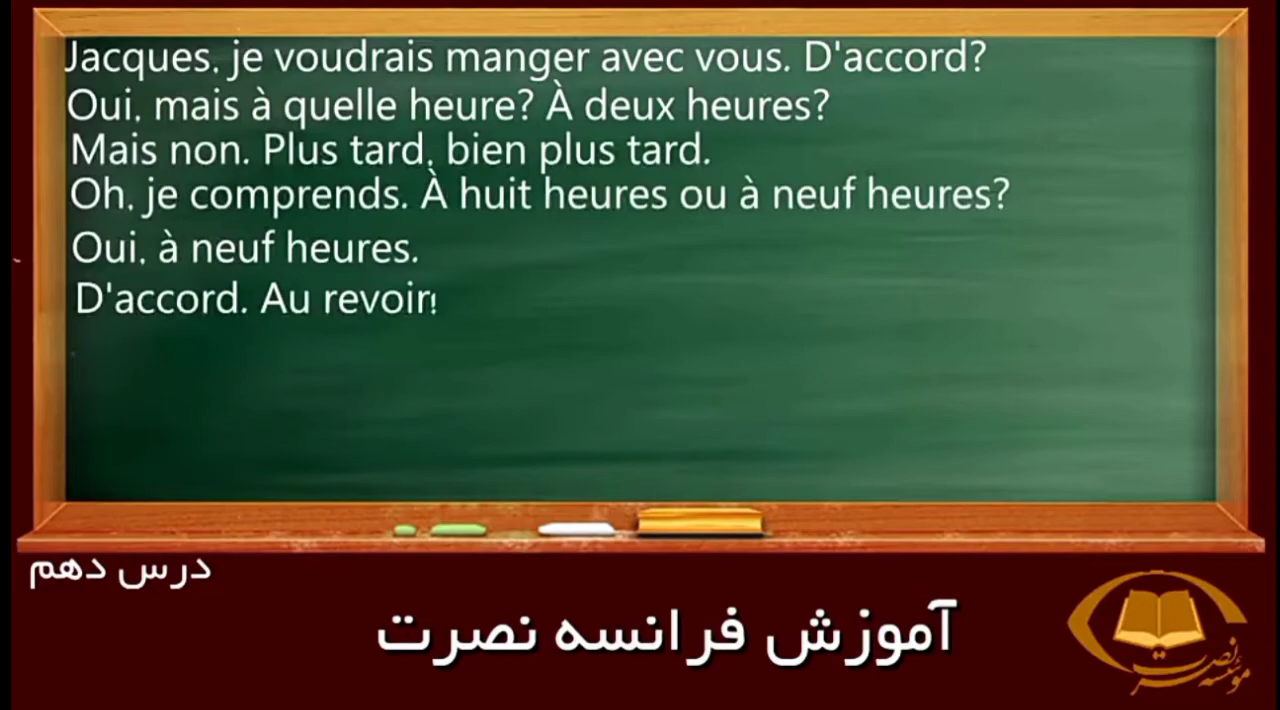 Jacques, je voudrais manger avec vous. D'accord?
Oui, mais à quelle heure? À deux heures?
Mais non. Plus tard, bien plus tard.
Oh, je comprends. À huit heures ou à neuf heures?
Oui, à neuf heures.
D'accord. Au revoir!
درس دهم
آموزش فرانسه نصرت
موسسه نصرت